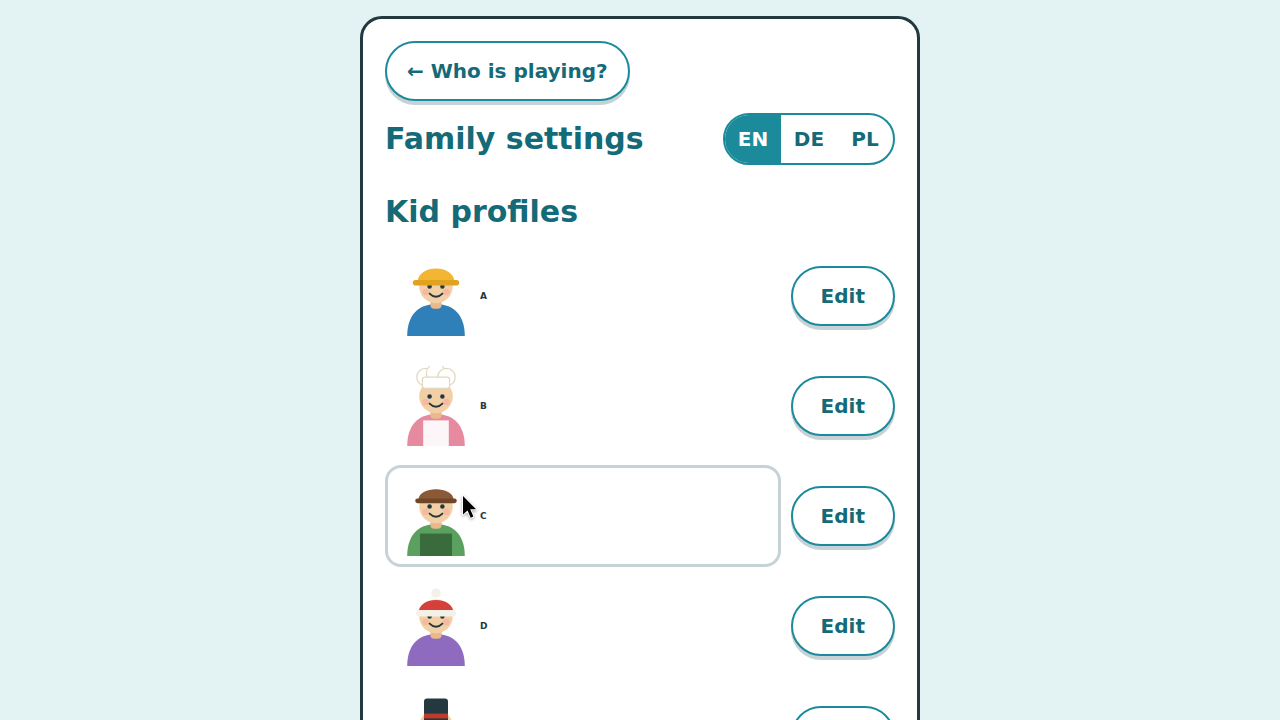 ← Who is playing?
Family settings
EN DE PL
Kid profiles
A Edit
B Edit
C Edit
D Edit